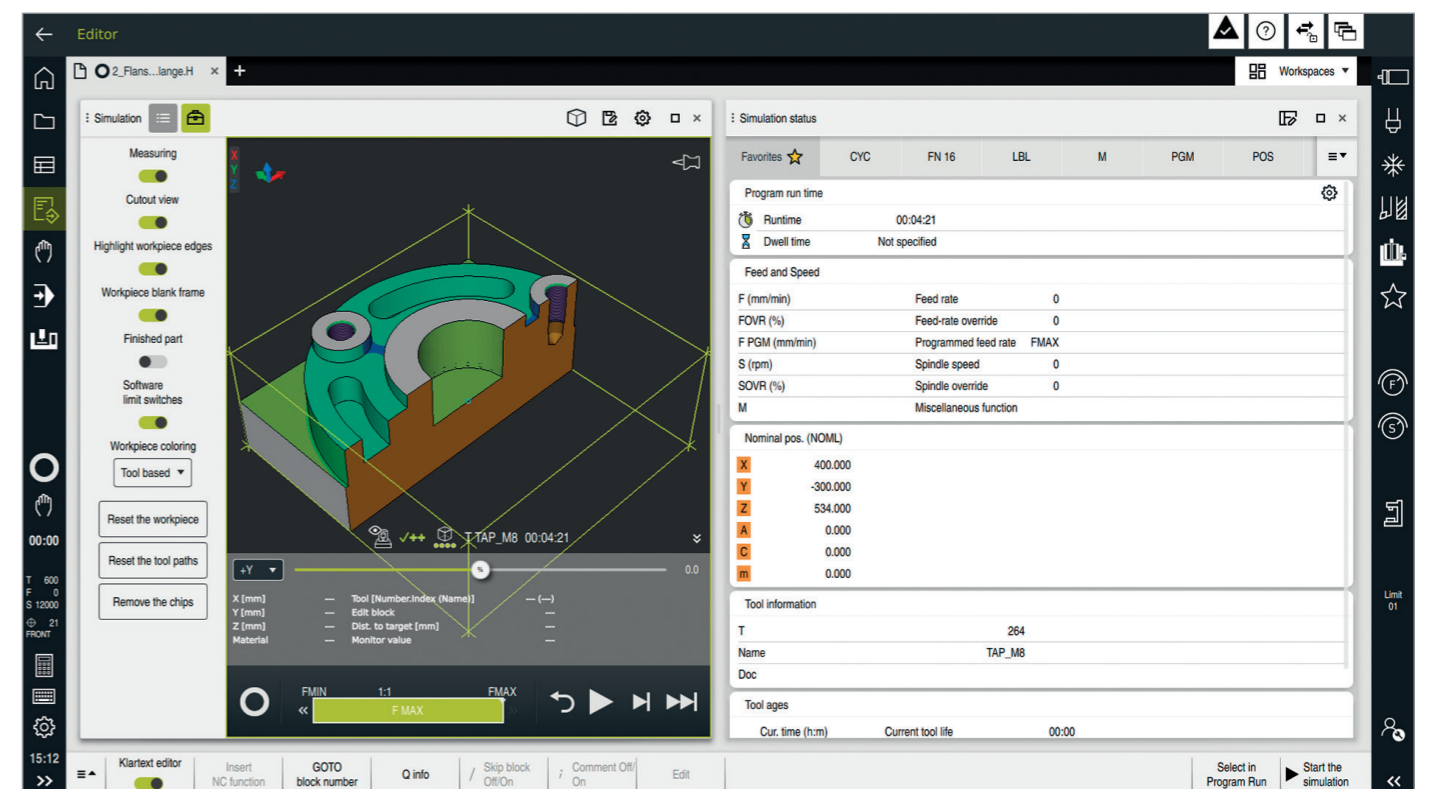 Editor
2_Flans...lange.H × +
Workspaces
Simulation
Measuring
Cutout view
Highlight workpiece edges
Workpiece blank frame
Finished part
Software
limit switches
Workpiece coloring
Tool based
Reset the workpiece
Reset the tool paths
Remove the chips
X
Y
Z
T TAP_M8 00:04:21
+Y
%
0.0
X [mm] — Tool [Number.Index (Name)] — (—)
Y [mm] — Edit block —
Z [mm] — Dist. to target [mm] —
Material — Monitor value —
FMIN 1:1 FMAX
F MAX
Simulation status
Favorites CYC FN 16 LBL M PGM POS
Program run time
Runtime 00:04:21
Dwell time Not specified
Feed and Speed
F (mm/min) Feed rate 0
FOVR (%) Feed-rate override 0
F PGM (mm/min) Programmed feed rate FMAX
S (rpm) Spindle speed 0
SOVR (%) Spindle override 0
M Miscellaneous function
Nominal pos. (NOML)
X 400.000
Y -300.000
Z 534.000
A 0.000
C 0.000
m 0.000
Tool information
T 264
Name TAP_M8
Doc
Tool ages
Cur. time (h:m) Current tool life 00:00
00:00
T 600
F 0
S 12000
21
FRONT
15:12
F
S
Limit
01
Klartext editor
Insert
NC function
GOTO
block number
Q info
/ Skip block
Off/On
; Comment Off/
On
Edit
Select in
Program Run
Start the
simulation